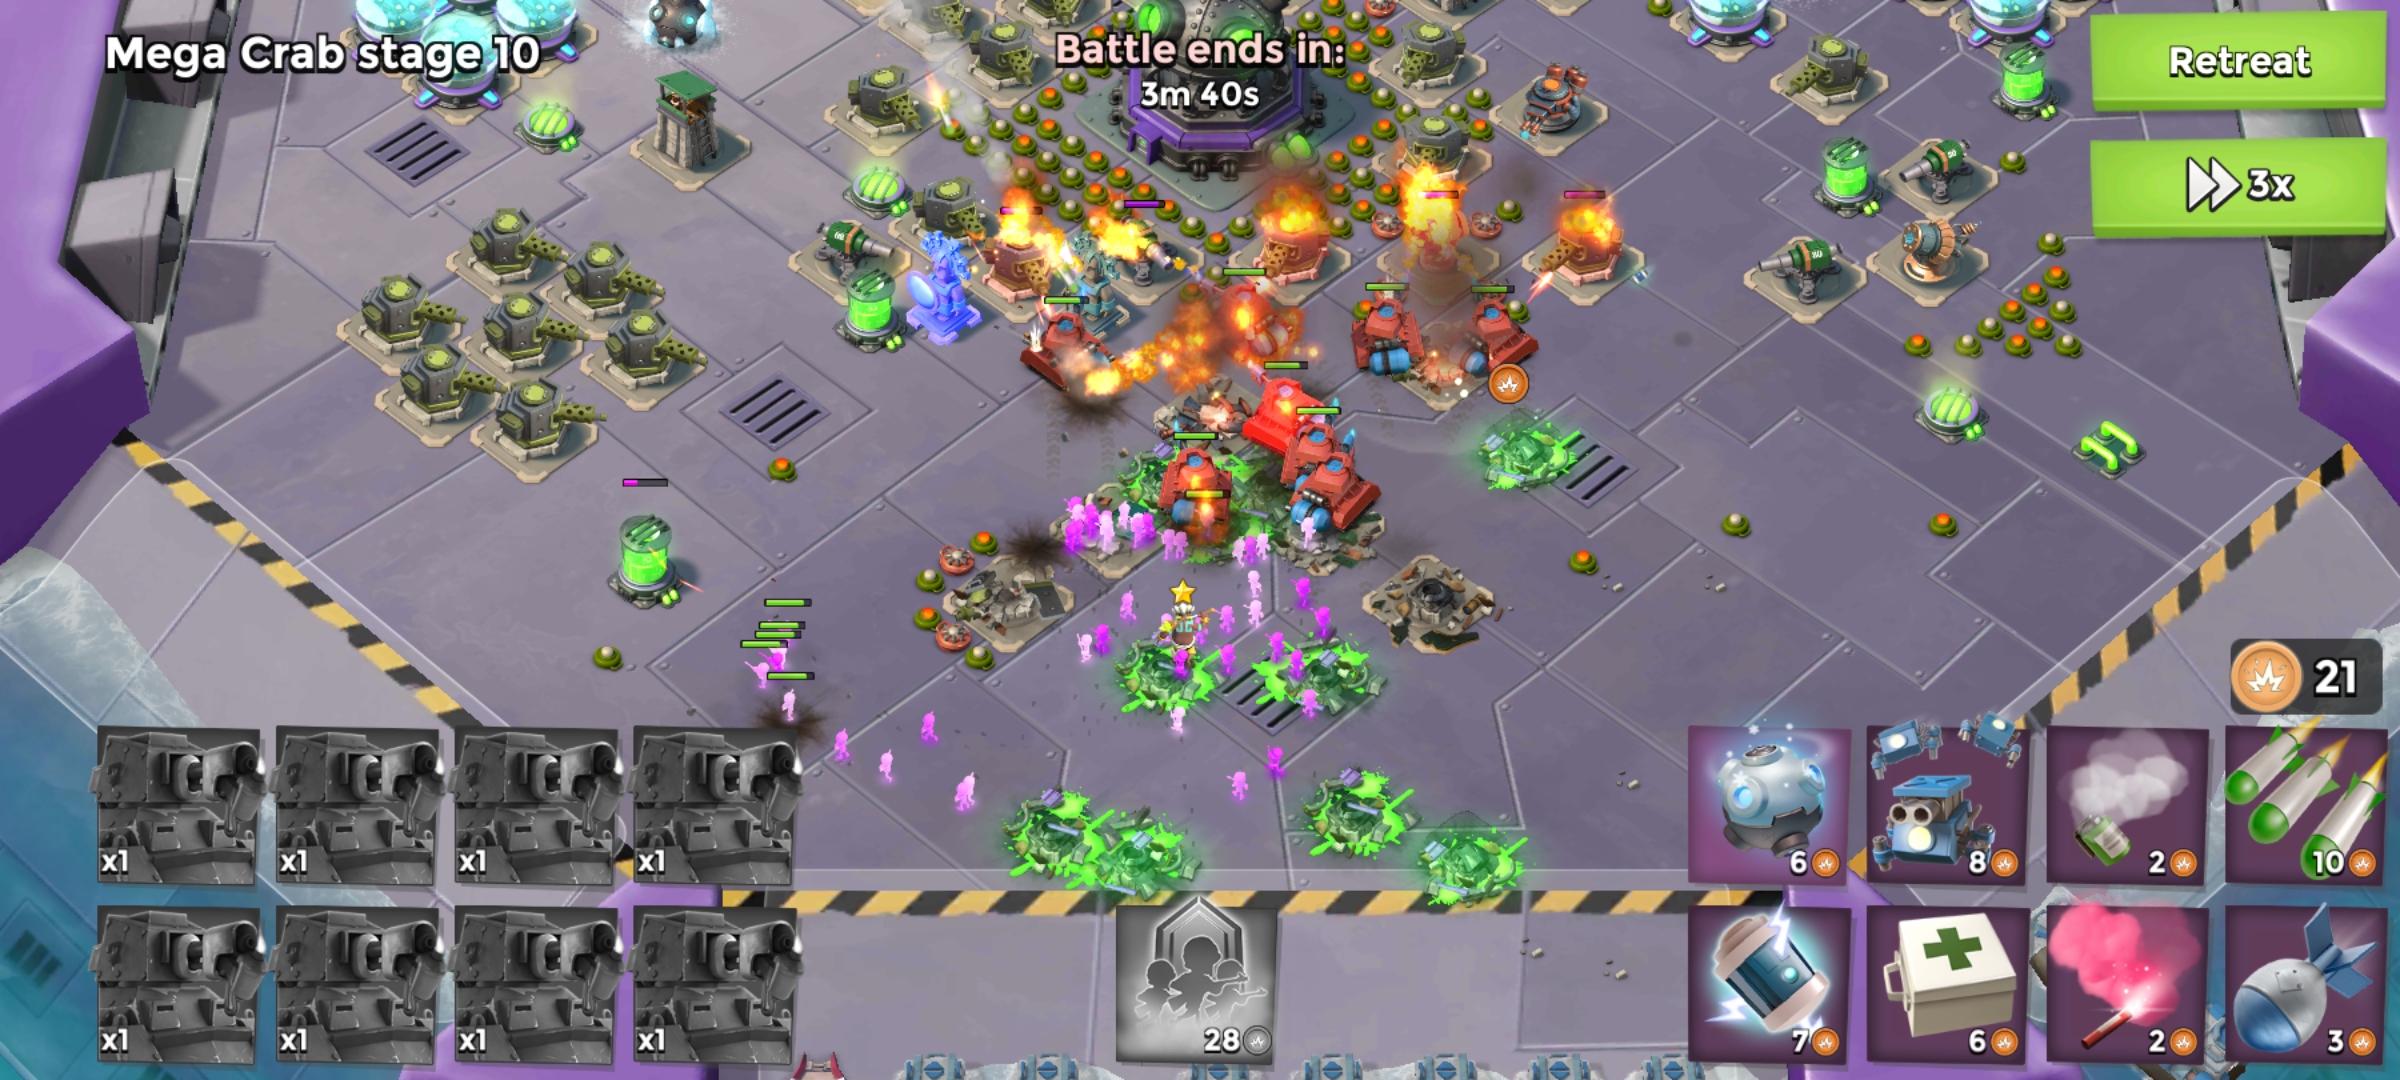 Mega Crab stage 10
Battle ends in:
3m 40s
Retreat
3x
21
6
8
2
10
7
6
2
3
x1
x1
x1
x1
x1
x1
x1
x1
28